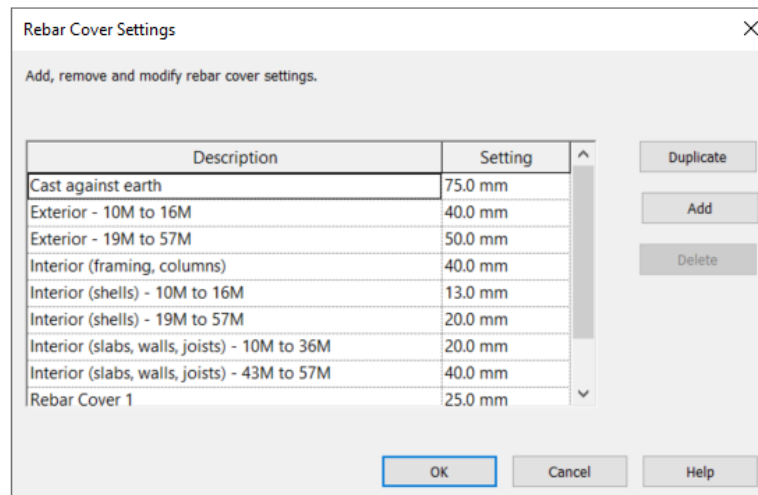 Rebar Cover Settings
Add, remove and modify rebar cover settings.
Description Setting
Cast against earth 75.0 mm
Exterior - 10M to 16M 40.0 mm
Exterior - 19M to 57M 50.0 mm
Interior (framing, columns) 40.0 mm
Interior (shells) - 10M to 16M 13.0 mm
Interior (shells) - 19M to 57M 20.0 mm
Interior (slabs, walls, joists) - 10M to 36M 20.0 mm
Interior (slabs, walls, joists) - 43M to 57M 40.0 mm
Rebar Cover 1 25.0 mm
Duplicate
Add
Delete
OK Cancel Help